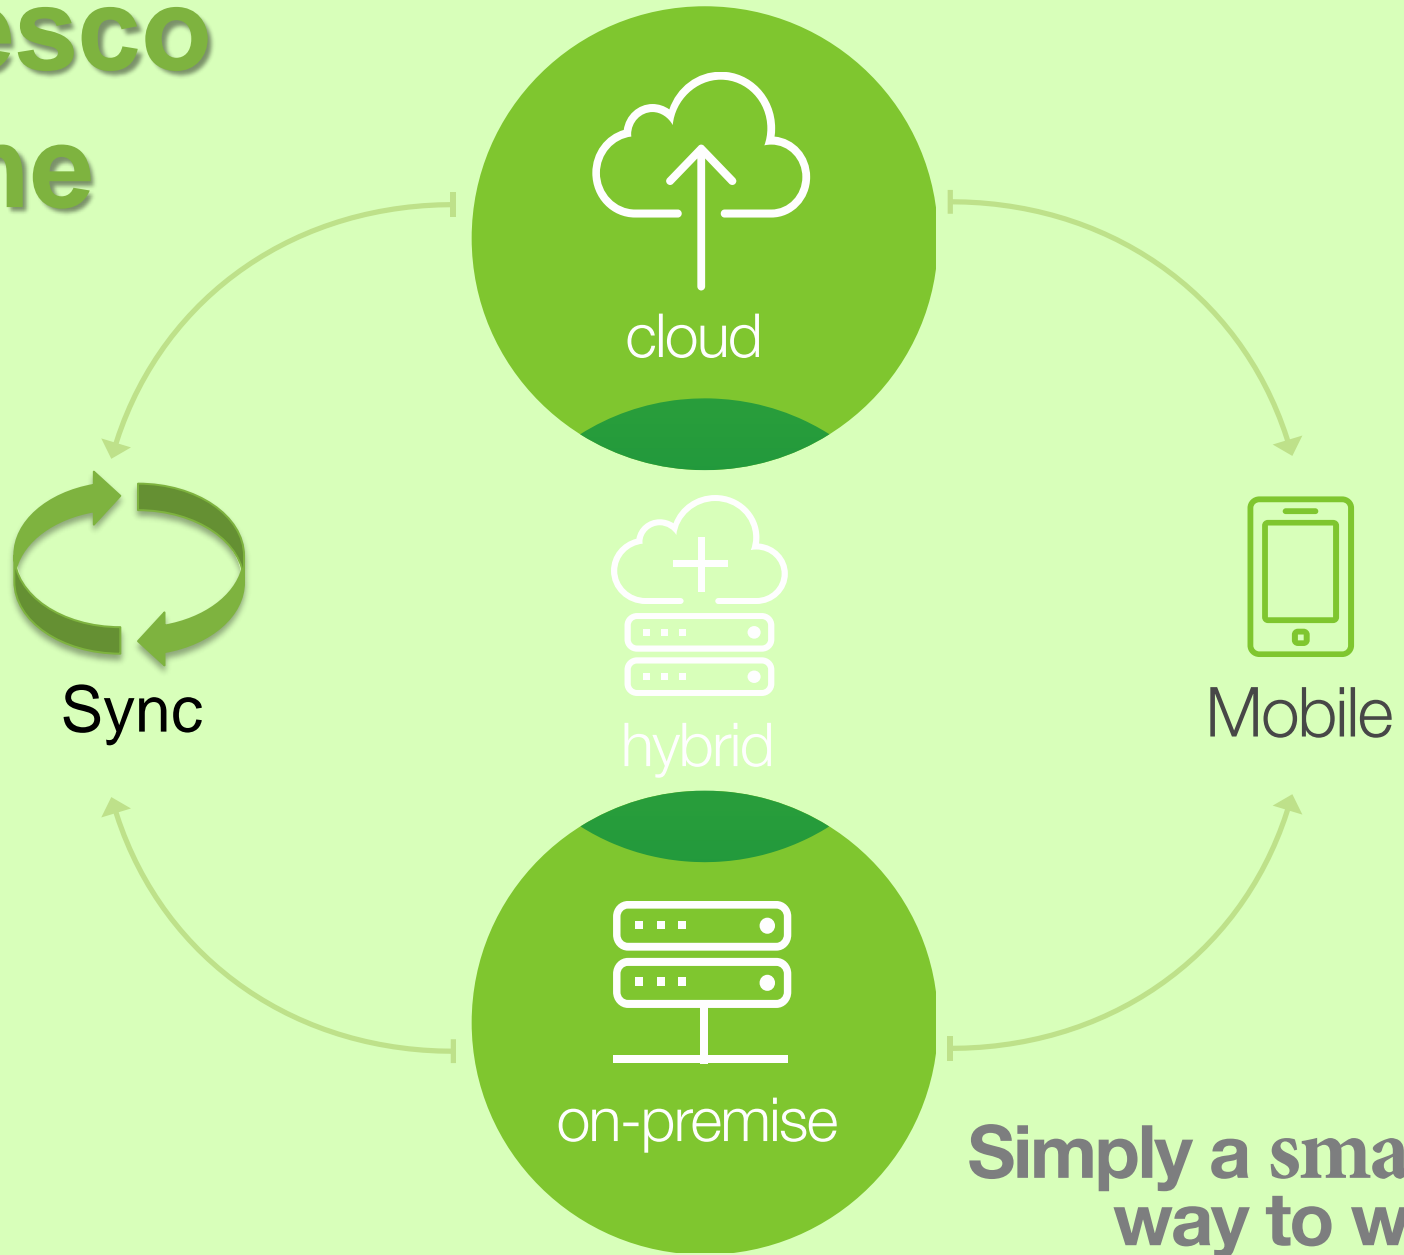 esco
ne
cloud
hybrid
Sync
Mobile
on-premise
Simply a sma
way to w